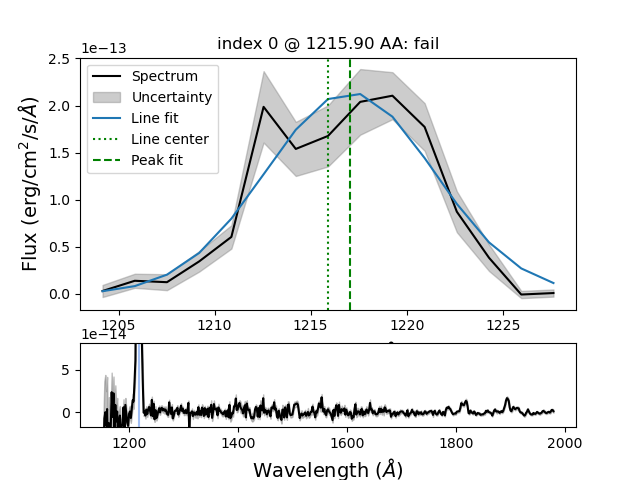 index 0 @ 1215.90 AA: fail
1e−13
Flux (erg/cm²/s/Å)
2.5
2.0
1.5
1.0
0.5
0.0
Spectrum
Uncertainty
Line fit
Line center
Peak fit
1205
1210
1215
1220
1225
1e−14
5
0
1200
1400
1600
1800
2000
Wavelength (Å)